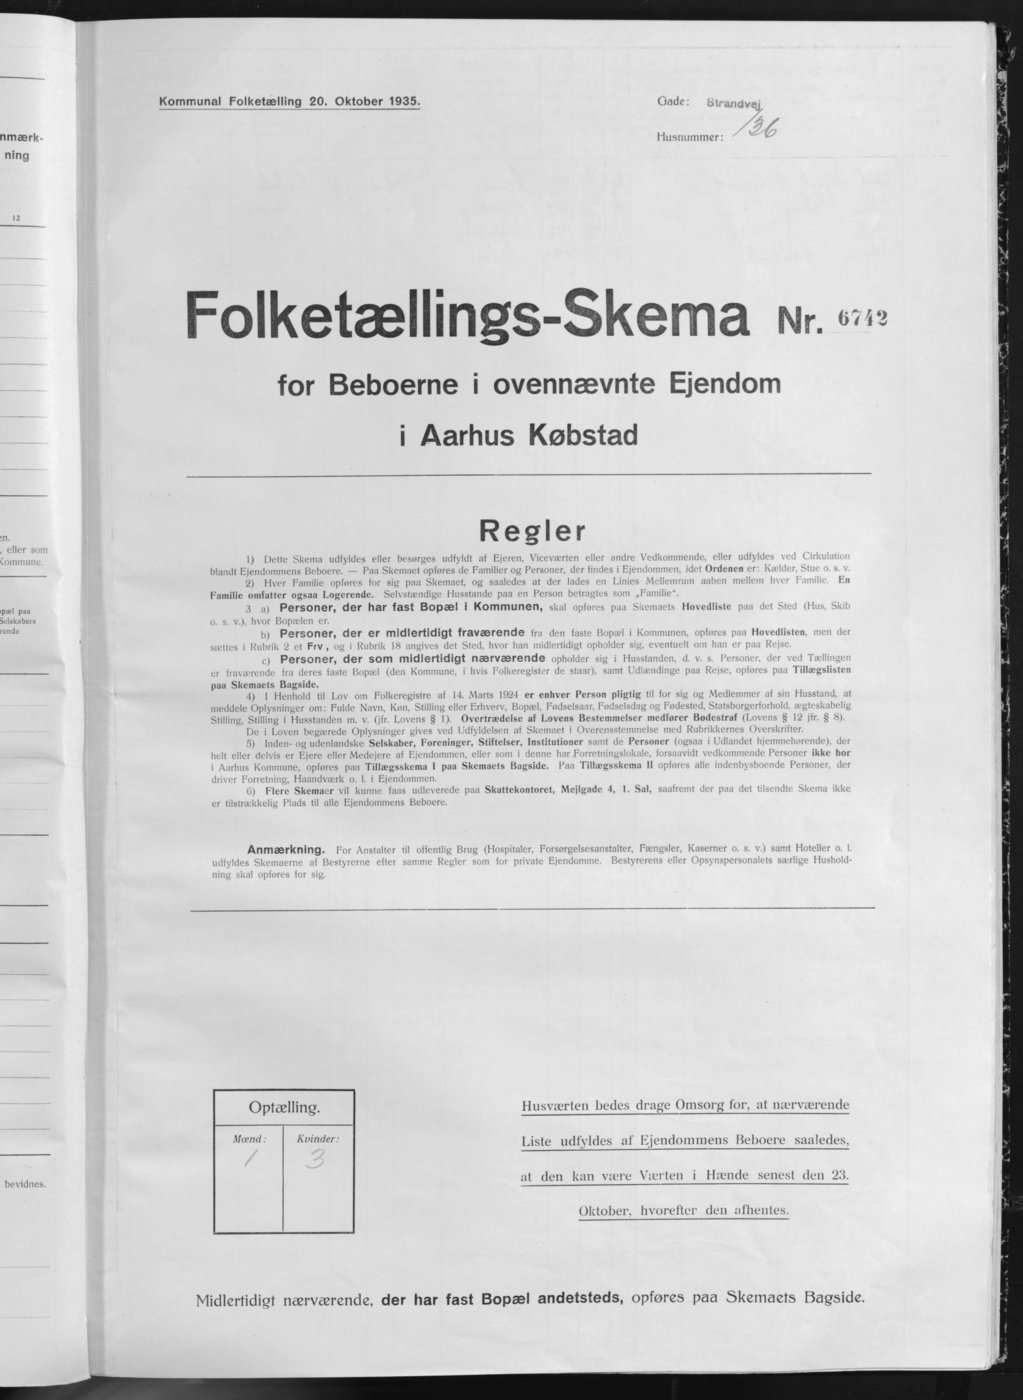 nmærk-
ning
12
en.
, eller som
Kommune.
opæl paa
Selskabers
rende
bevidnes.
Kommunal Folketælling 20. Oktober 1935.
Gade: Strandvej
Husnummer: 136
Folketællings-Skema Nr. 6742
for Beboerne i ovennævnte Ejendom
i Aarhus Købstad
Regler
1) Dette Skema udfyldes eller besørges udfyldt af Ejeren, Viceværten eller andre Vedkommende, eller udfyldes ved Cirkulation
blandt Ejendommens Beboere. — Paa Skemaet opføres de Familier og Personer, der findes i Ejendommen, idet Ordenen er: Kælder, Stue o. s. v.
2) Hver Familie opføres for sig paa Skemaet, og saaledes at der lades en Linies Mellemrum aaben mellem hver Familie. En
Familie omfatter ogsaa Logerende. Selvstændige Husstande paa en Person betragtes som „Familie“.
3 a) Personer, der har fast Bopæl i Kommunen, skal opføres paa Skemaets Hovedliste paa det Sted (Hus, Skib
o. s. v.), hvor Bopælen er.
b) Personer, der er midlertidigt fraværende fra den faste Bopæl i Kommunen, opføres paa Hovedlisten, men der
sættes i Rubrik 2 et Frv, og i Rubrik 18 angives det Sted, hvor han midlertidigt opholder sig, eventuelt om han er paa Rejse.
c) Personer, der som midlertidigt nærværende opholder sig i Husstanden, d. v. s. Personer, der ved Tællingen
er fraværende fra deres faste Bopæl (den Kommune, i hvis Folkeregister de staar), samt Udlændinge paa Rejse, opføres paa Tillægslisten
paa Skemaets Bagside.
4) I Henhold til Lov om Folkeregistre af 14. Marts 1924 er enhver Person pligtig til for sig og Medlemmer af sin Husstand, at
meddele Oplysninger om: Fulde Navn, Køn, Stilling eller Erhverv, Bopæl, Fødselsaar, Fødselsdag og Fødested, Statsborgerforhold, ægteskabelig
Stilling, Stilling i Husstanden m. v. (jfr. Lovens § 1). Overtrædelse af Lovens Bestemmelser medfører Bødestraf (Lovens § 12 jfr. § 8).
De i Loven begærede Oplysninger gives ved Udfyldelsen af Skemaet i Overensstemmelse med Rubrikkernes Overskrifter.
5) Inden- og udenlandske Selskaber, Foreninger, Stiftelser, Institutioner samt de Personer (ogsaa i Udlandet hjemmehørende), der
helt eller delvis er Ejere eller Medejere af Ejendommen, eller som i denne har Forretningslokale, forsaavidt vedkommende Personer ikke bor
i Aarhus Kommune, opføres paa Tillægsskema I paa Skemaets Bagside. Paa Tillægsskema II opføres alle indenbysboende Personer, der
driver Forretning, Haandværk o. l. i Ejendommen.
6) Flere Skemaer vil kunne faas udleverede paa Skattekontoret, Mejlgade 4, 1. Sal, saafremt der paa det tilsendte Skema ikke
er tilstrækkelig Plads til alle Ejendommens Beboere.
Anmærkning. For Anstalter til offentlig Brug (Hospitaler, Forsørgelsesanstalter, Fængsler, Kaserner o. s. v.) samt Hoteller o. l.
udfyldes Skemaerne af Bestyrerne efter samme Regler som for private Ejendomme. Bestyrerens eller Opsynspersonalets særlige Hushold-
ning skal opføres for sig.
Optælling.
Mænd: Kvinder:
1 3
Husværten bedes drage Omsorg for, at nærværende
Liste udfyldes af Ejendommens Beboere saaledes,
at den kan være Værten i Hænde senest den 23.
Oktober, hvorefter den afhentes.
Midlertidigt nærværende, der har fast Bopæl andetsteds, opføres paa Skemaets Bagside.